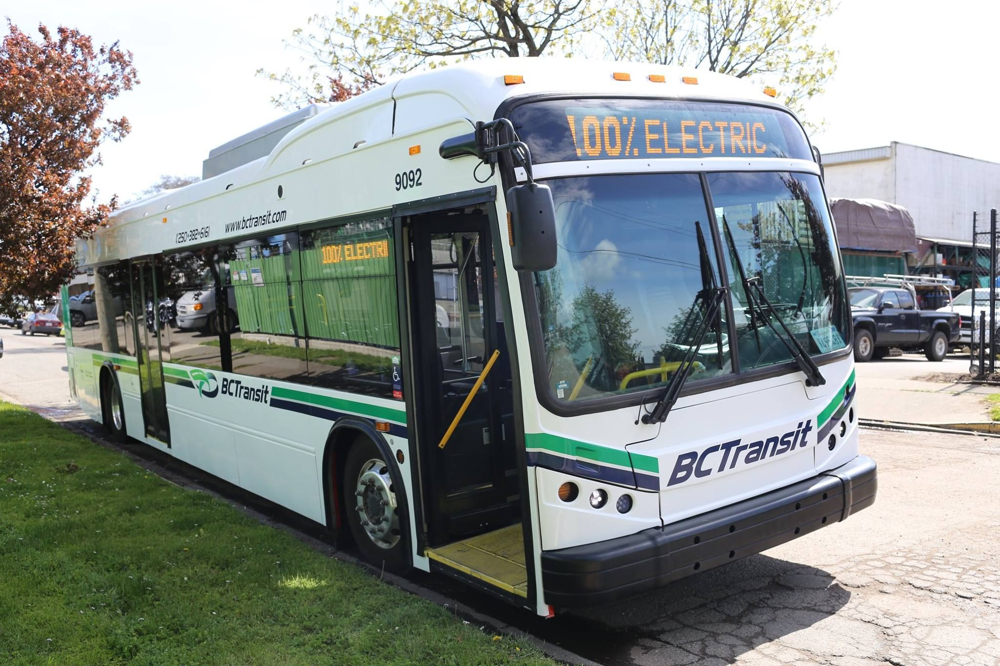 100% ELECTRIC
9092
www.bctransit.com
(250•382•6161
100% ELECTRI
BCTransit
BCTransit